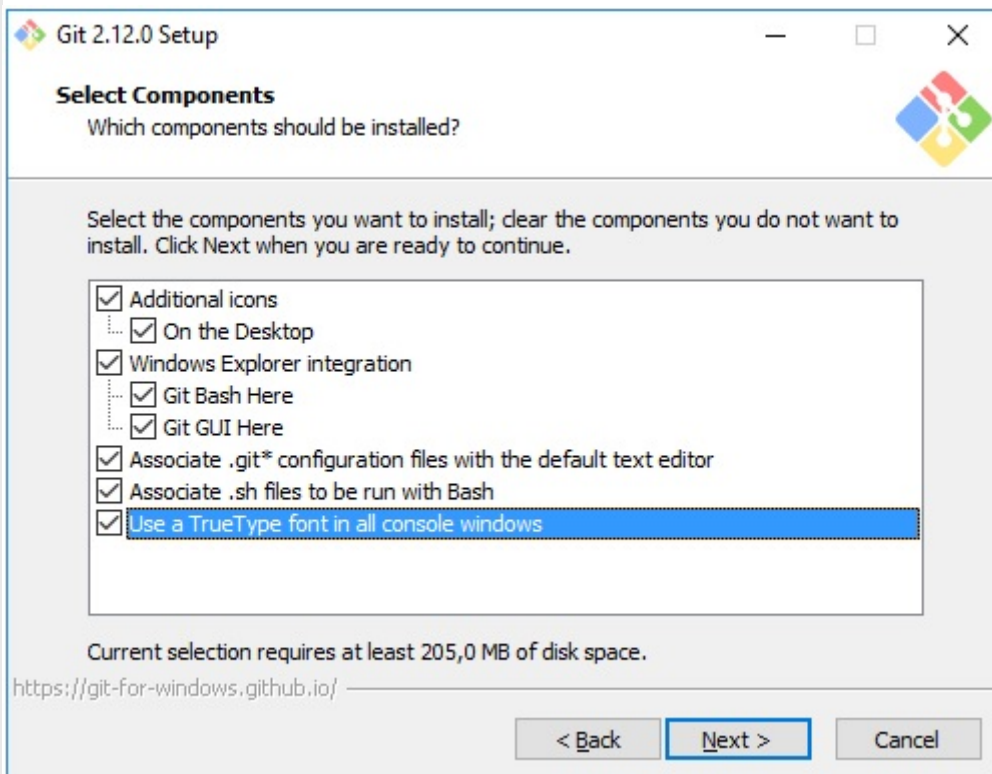 Git 2.12.0 Setup
Select Components
Which components should be installed?
Select the components you want to install; clear the components you do not want to
install. Click Next when you are ready to continue.
Additional icons
On the Desktop
Windows Explorer integration
Git Bash Here
Git GUI Here
Associate .git* configuration files with the default text editor
Associate .sh files to be run with Bash
Use a TrueType font in all console windows
Current selection requires at least 205,0 MB of disk space.
https://git-for-windows.github.io/
< Back Next > Cancel